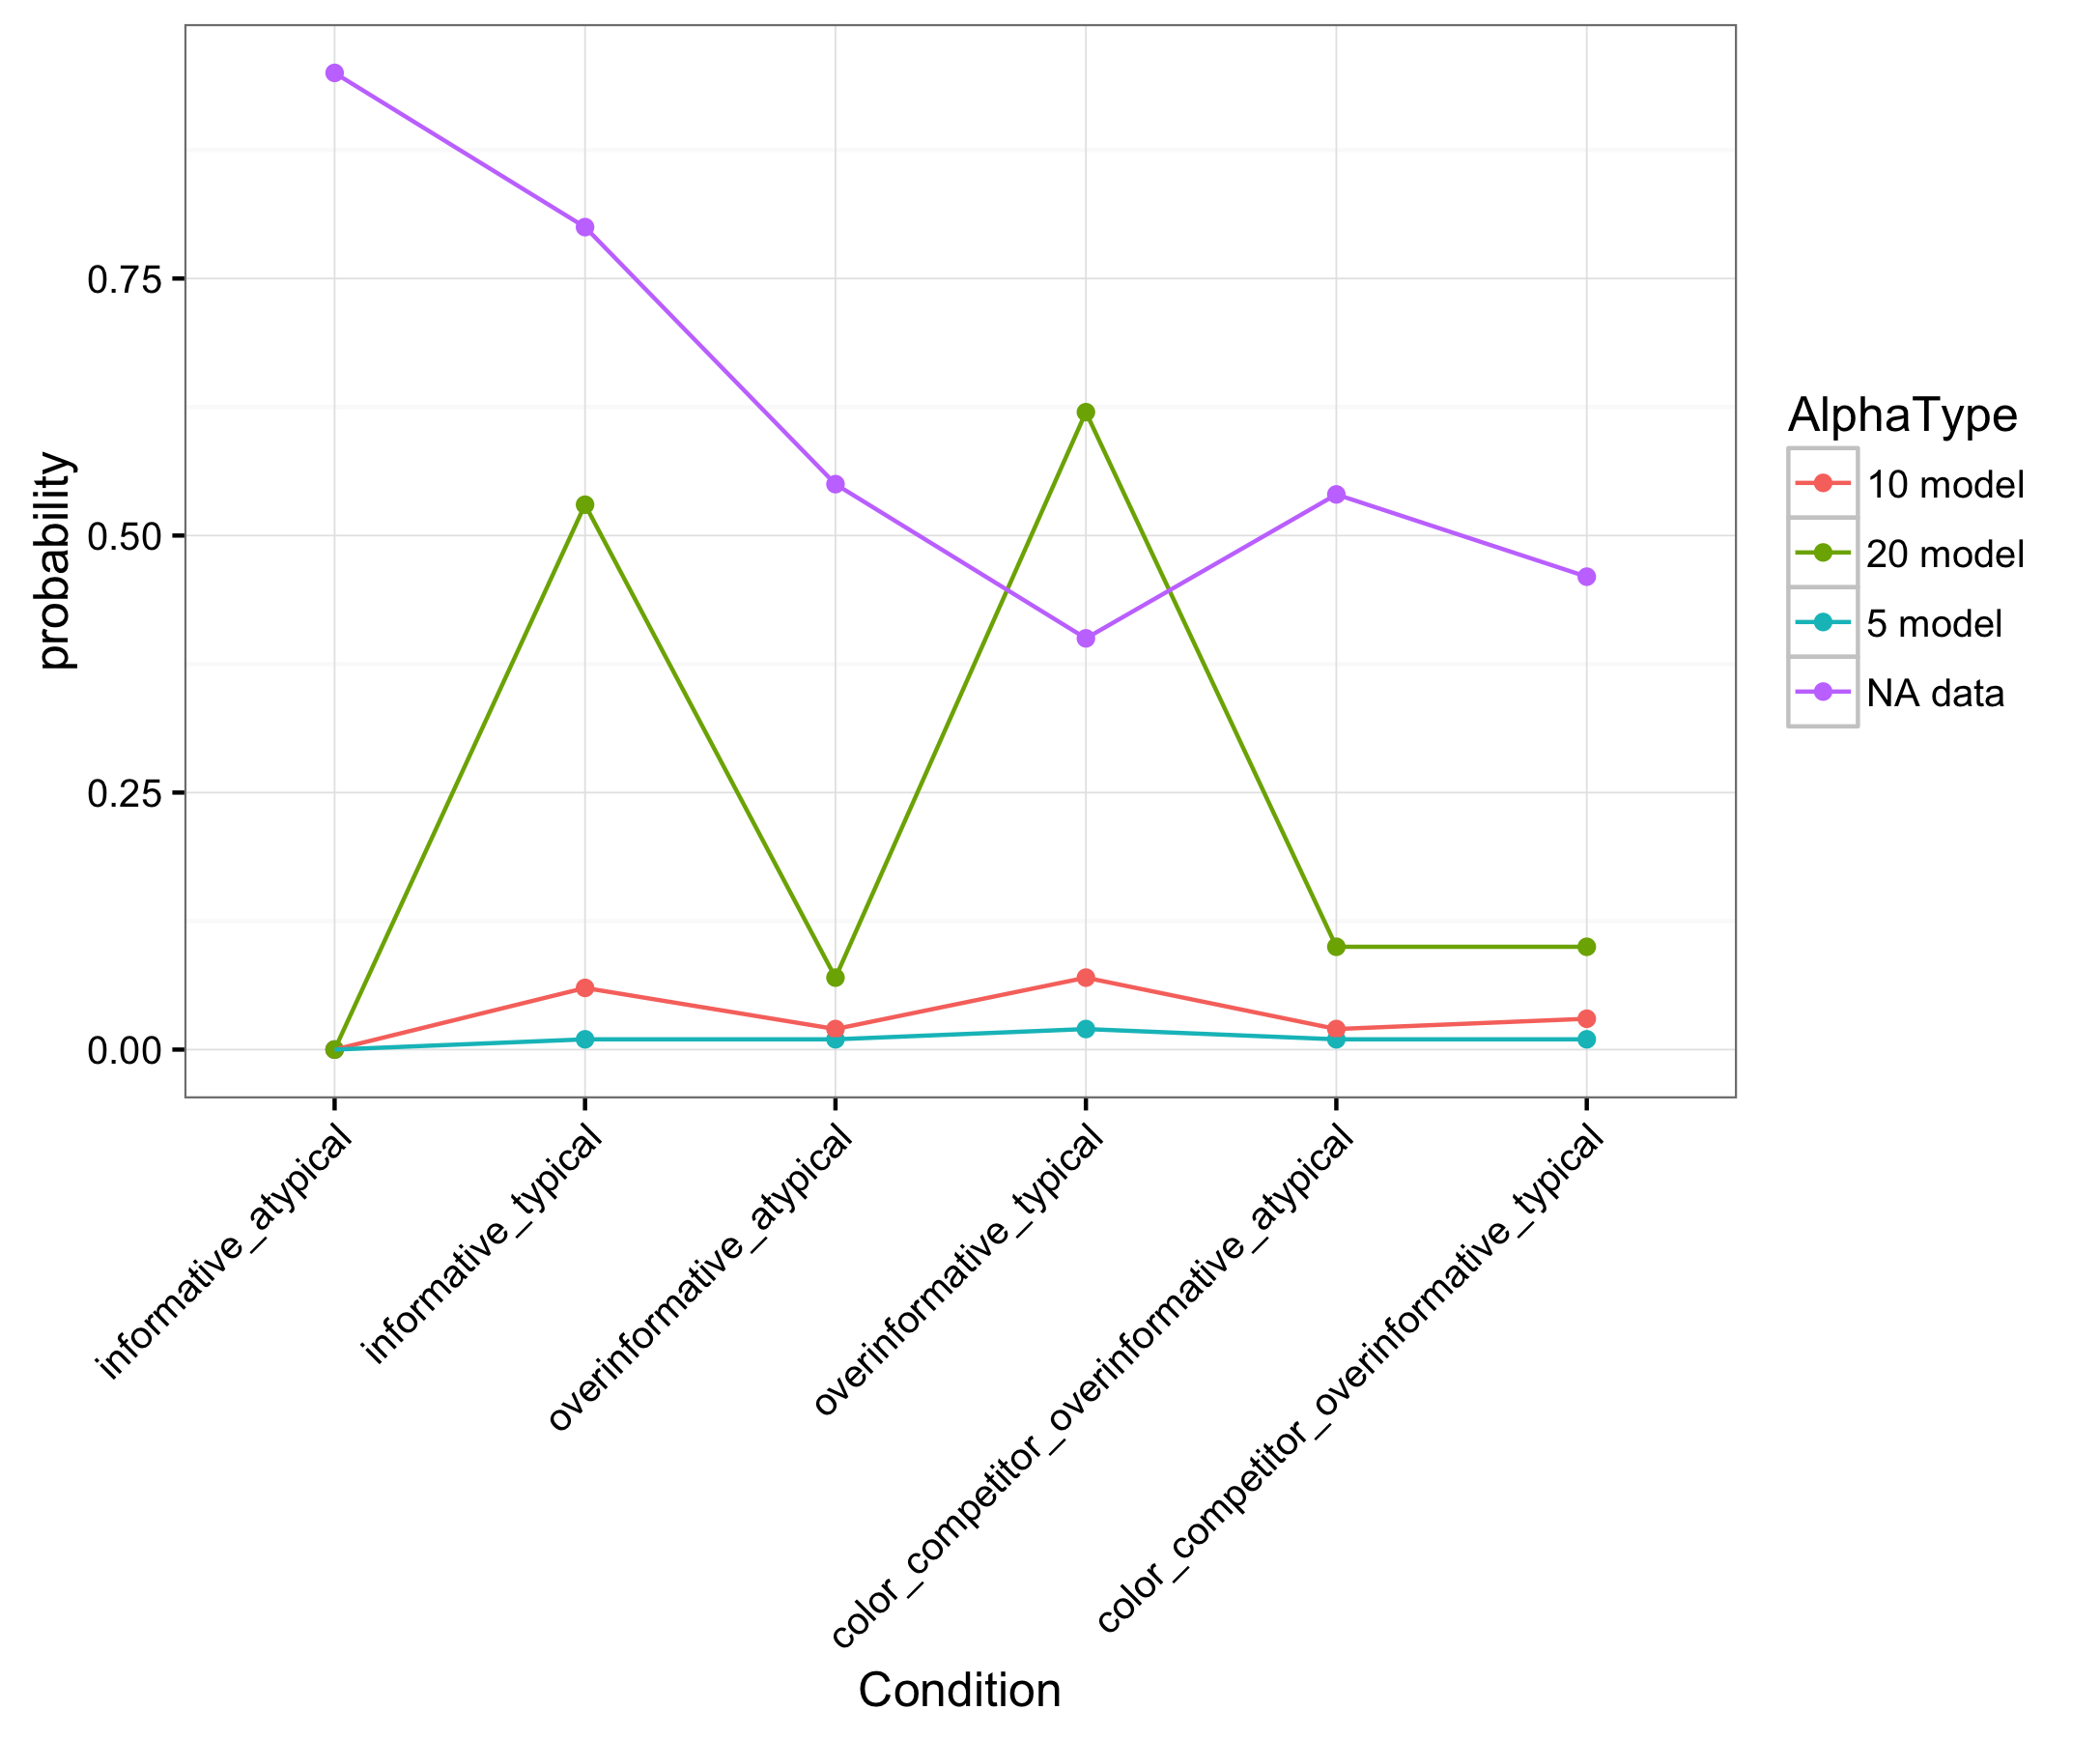 probability
0.75
0.50
0.25
0.00
informative_atypical
informative_typical
overinformative_atypical
overinformative_typical
color_competitor_overinformative_atypical
color_competitor_overinformative_typical
Condition
AlphaType
10 model
20 model
5 model
NA data